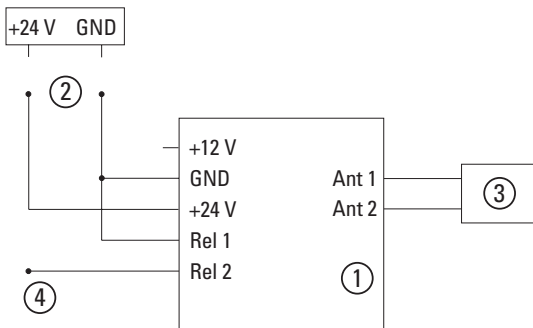 +24 V GND
2
+12 V
GND
Ant 1
3
+24 V
Ant 2
Rel 1
Rel 2
1
4